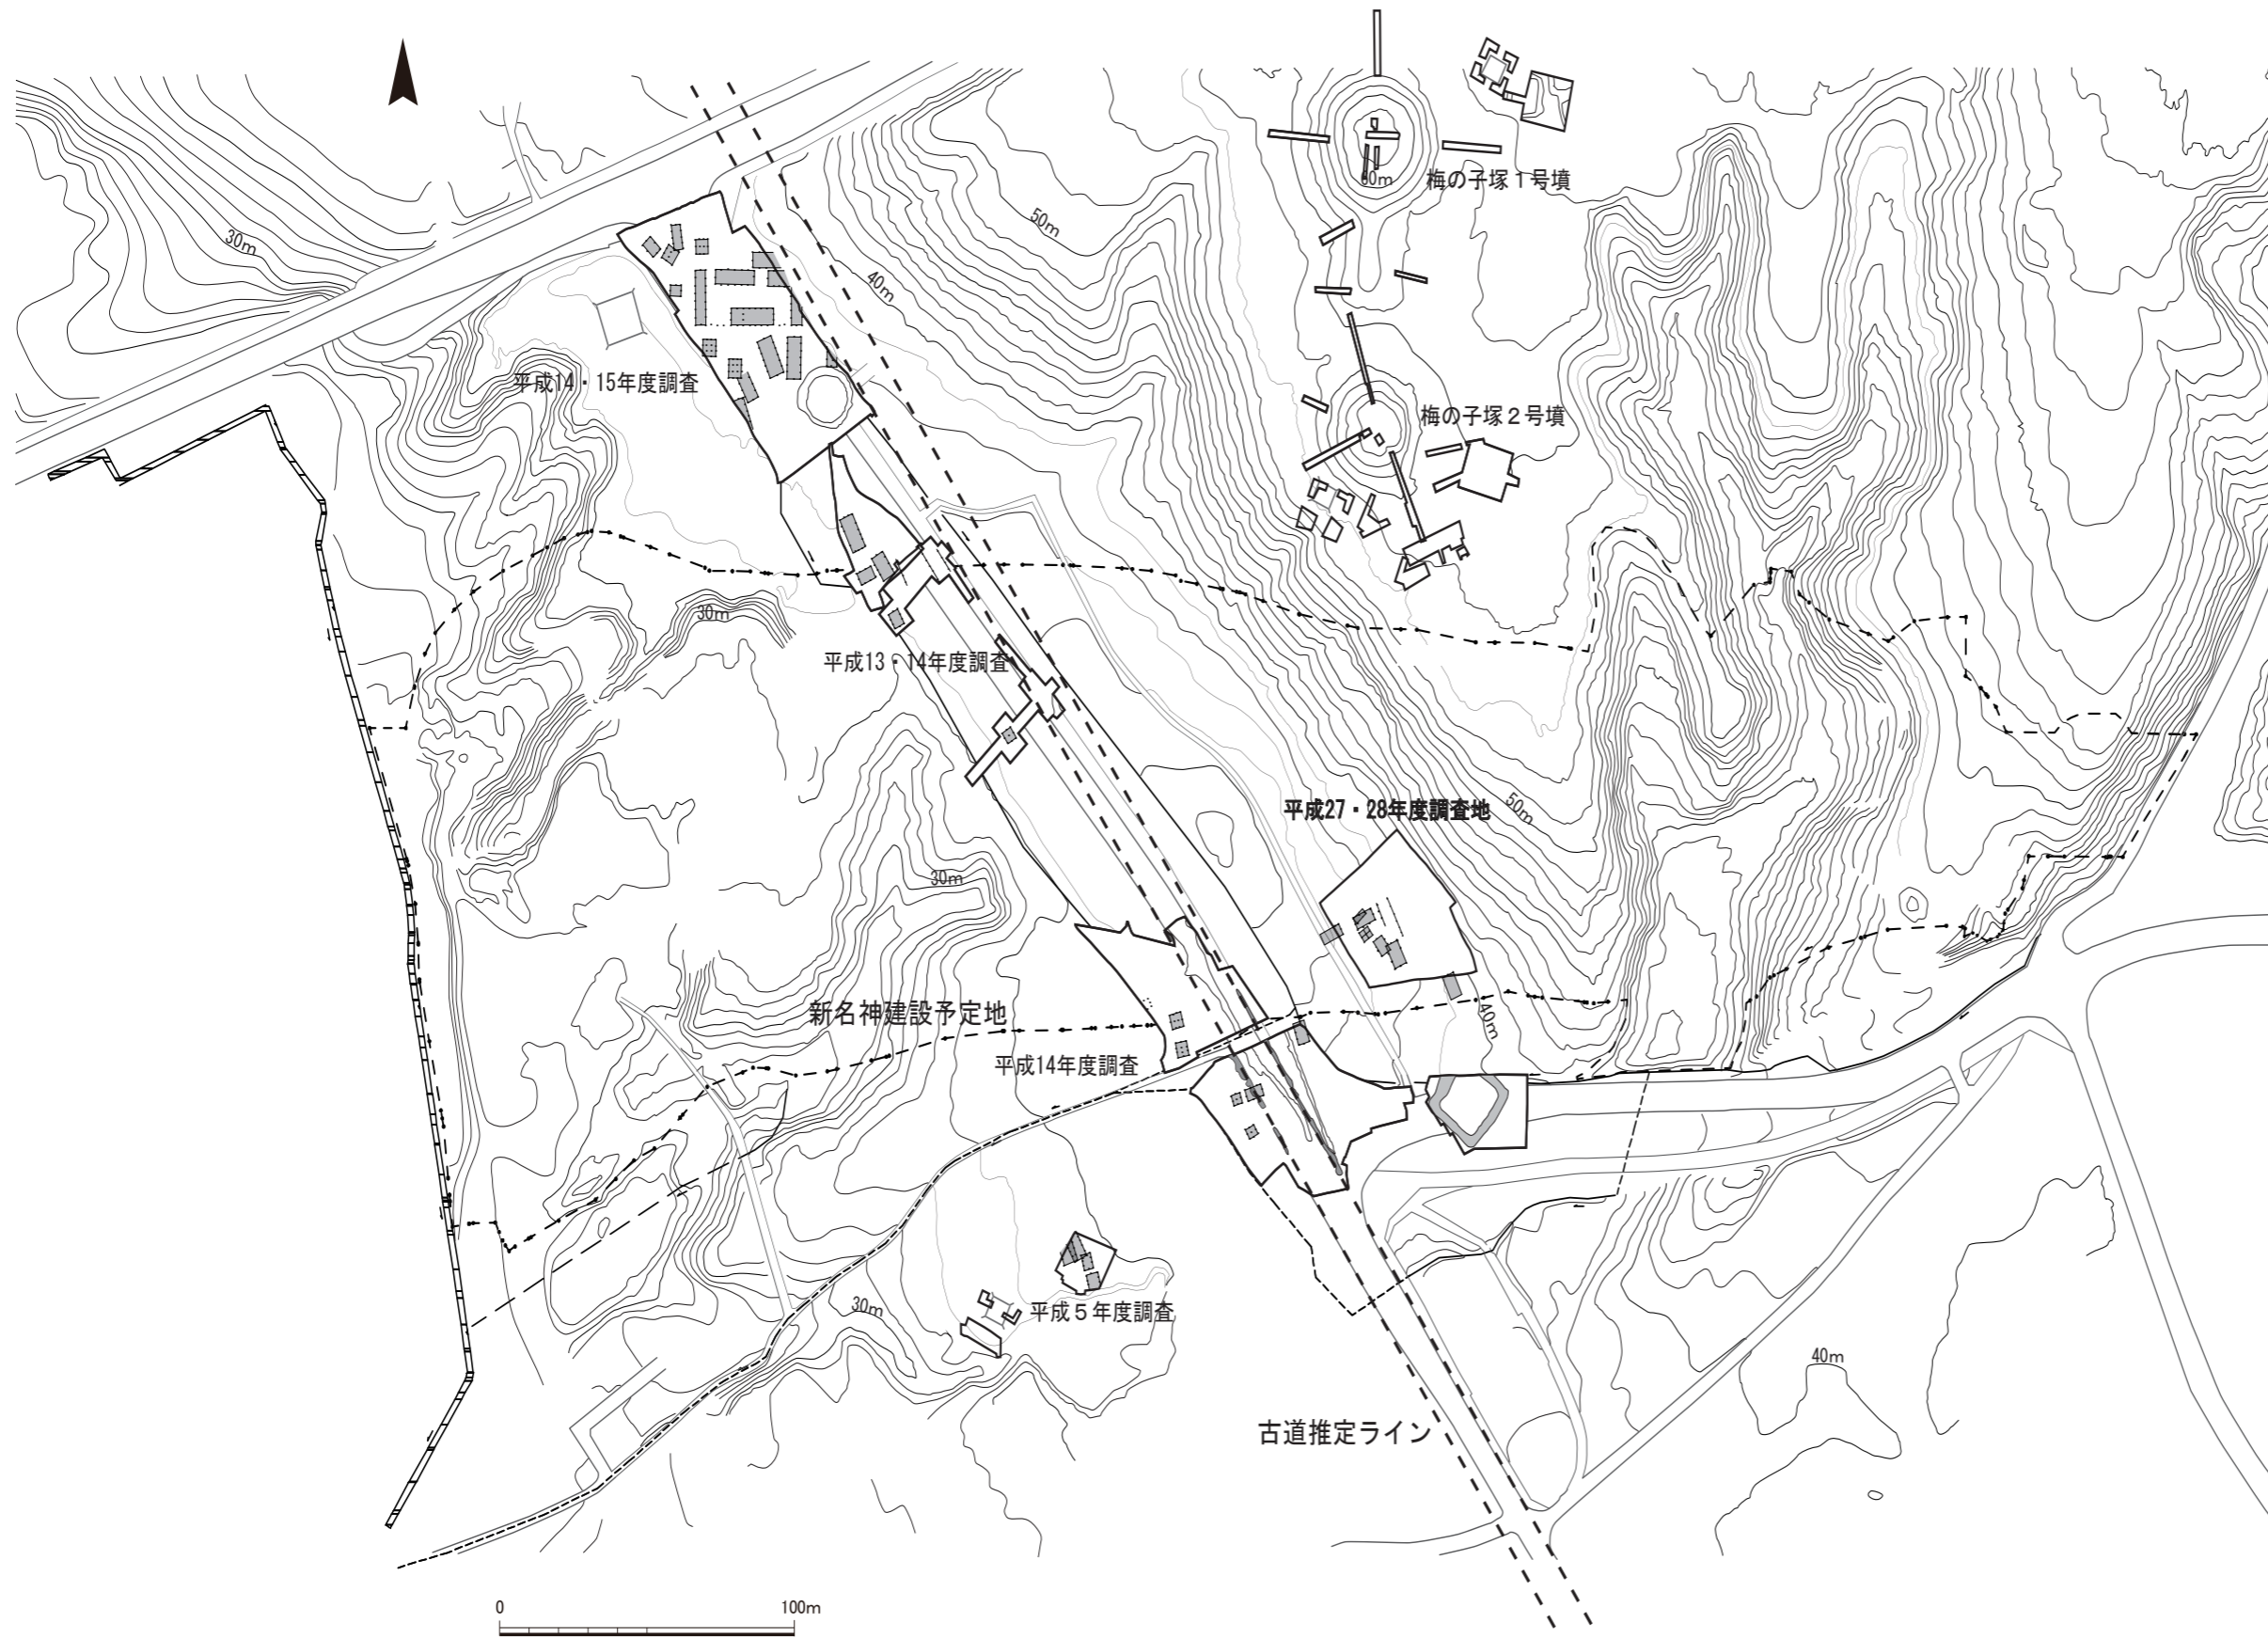 60m
梅の子塚1号墳
50m
30m
40m
平成14・15年度調査
梅の子塚2号墳
30m
平成13・14年度調査
平成27・28年度調査地
50m
30m
新名神建設予定地
40m
平成14年度調査
30m
平成5年度調査
40m
古道推定ライン
0
100m